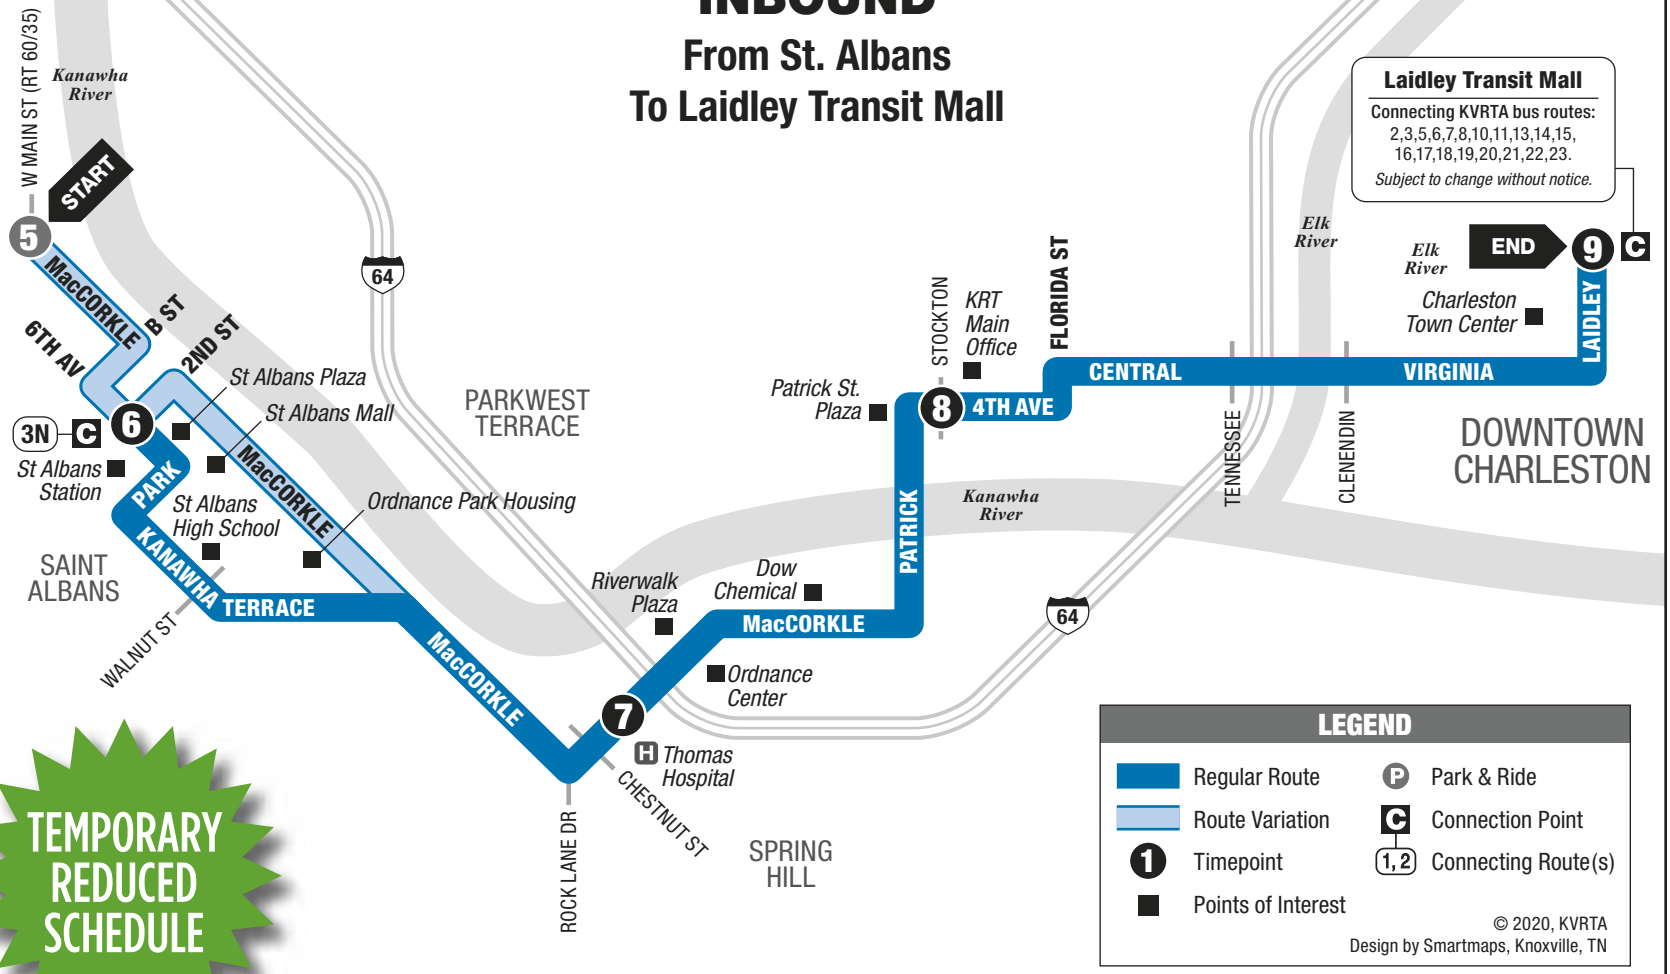 INBOUND
From St. Albans
To Laidley Transit Mall
W MAIN ST (RT 60/35)
Kanawha
River
START
5
MacCORKLE
B ST
6TH AV
2ND ST
St Albans Plaza
St Albans Mall
3N
C
6
St Albans
Station
PARK
MacCORKLE
St Albans
High School
Ordnance Park Housing
KANAWHA
TERRACE
SAINT
ALBANS
WALNUT ST
MacCORKLE
64
PARKWEST
TERRACE
Riverwalk
Plaza
Dow
Chemical
MacCORKLE
Ordnance
Center
7
H
Thomas
Hospital
CHESTNUT ST
ROCK LANE DR
SPRING
HILL
PATRICK
Patrick St.
Plaza
8
STOCKTON
KRT
Main
Office
4TH AVE
FLORIDA ST
CENTRAL
Kanawha
River
64
TENNESSEE
CLENENDIN
VIRGINIA
Elk
River
Elk
River
END
9
C
LAIDLEY
Charleston
Town Center
DOWNTOWN
CHARLESTON
Laidley Transit Mall
Connecting KVRTA bus routes:
2,3,5,6,7,8,10,11,13,14,15,
16,17,18,19,20,21,22,23.
Subject to change without notice.
TEMPORARY
REDUCED
SCHEDULE
LEGEND
Regular Route
Route Variation
1
Timepoint
Points of Interest
P
Park & Ride
C
Connection Point
1, 2
Connecting Route(s)
© 2020, KVRTA
Design by Smartmaps, Knoxville, TN